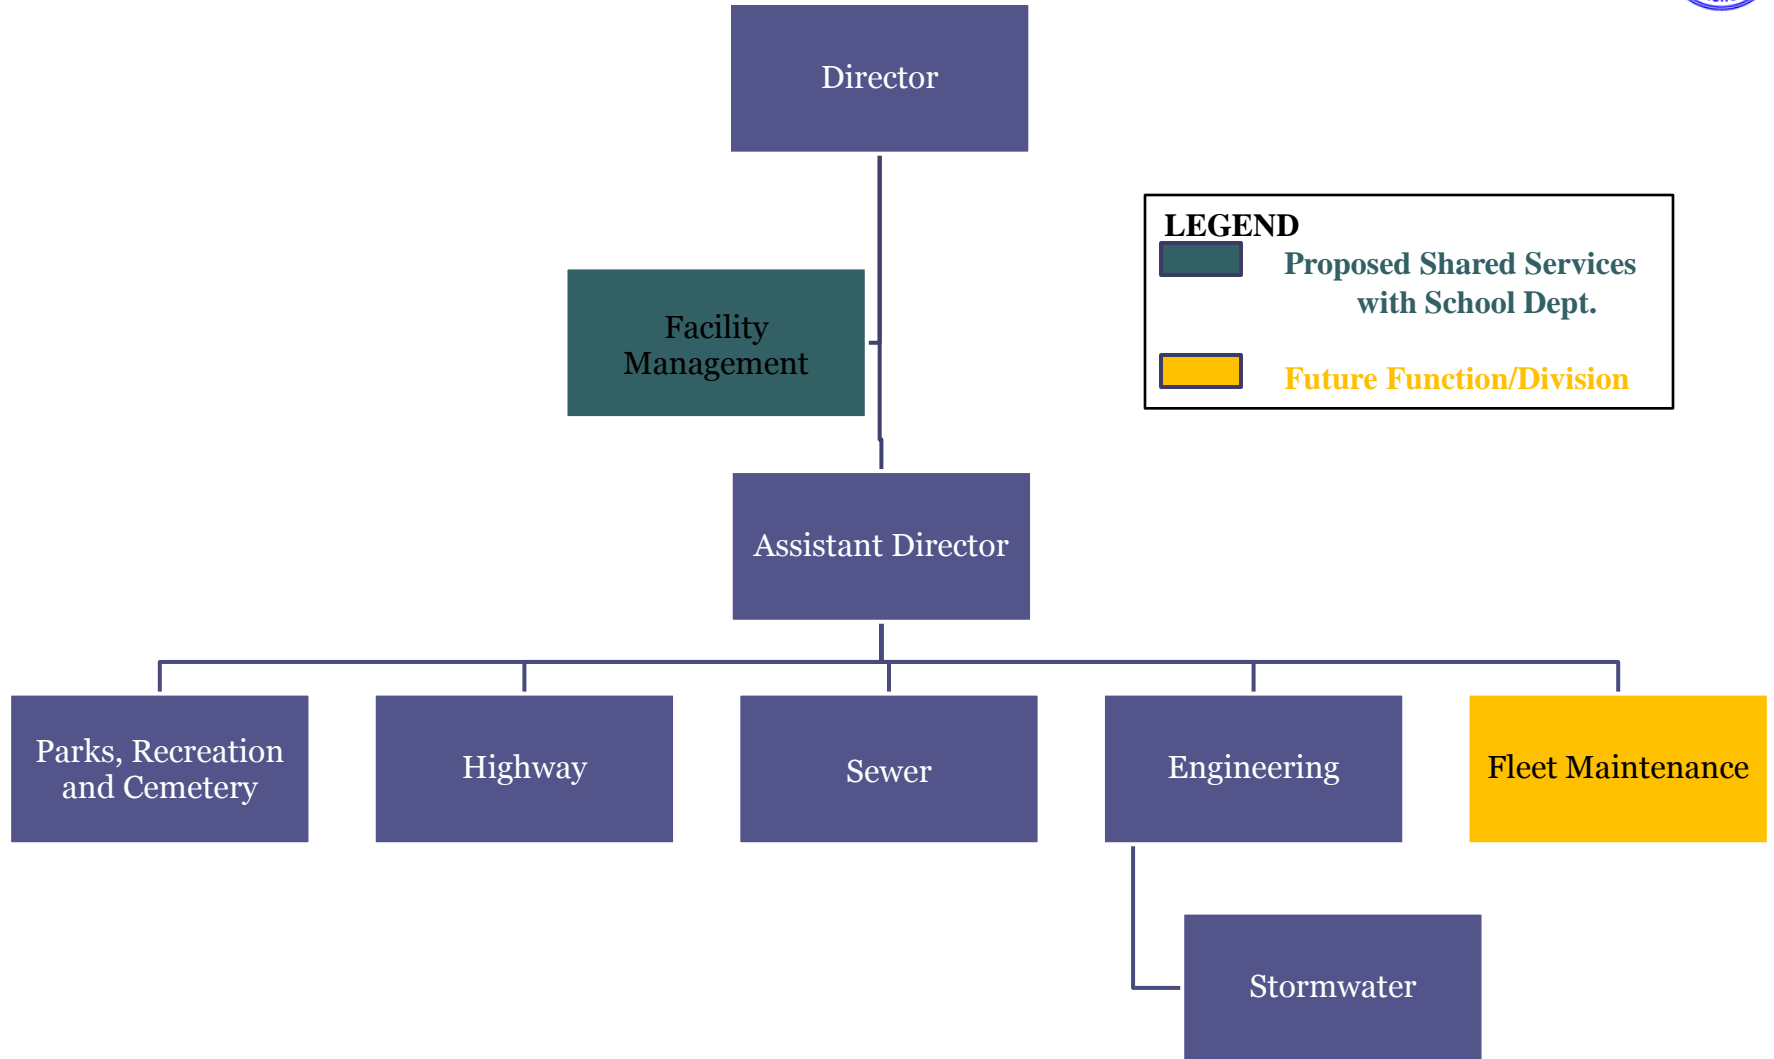 Director
LEGEND
Proposed Shared Services
with School Dept.
Future Function/Division
Facility
Management
Assistant Director
Parks, Recreation
and Cemetery
Highway
Sewer
Engineering
Fleet Maintenance
Stormwater